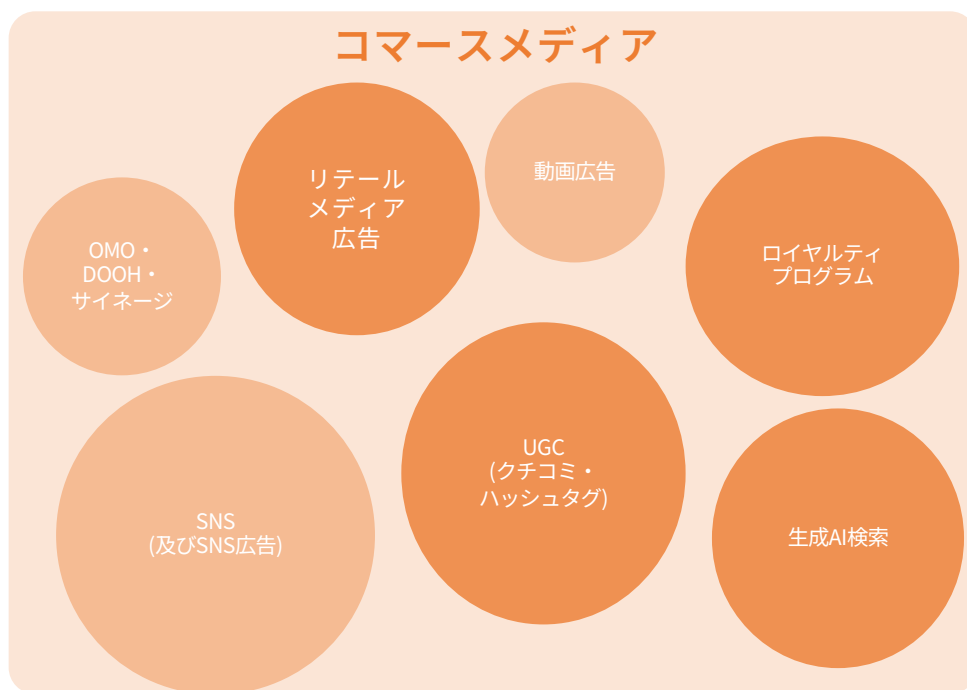 コマースメディア
リテール
メディア
広告
動画広告
OMO・
DOOH・
サイネージ
ロイヤルティ
プログラム
UGC
(クチコミ・
ハッシュタグ)
SNS
(及びSNS広告)
生成AI検索